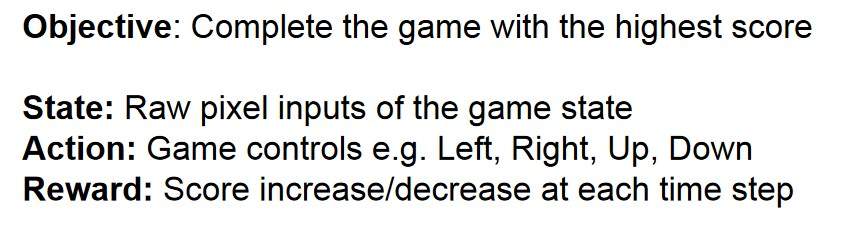 Objective: Complete the game with the highest score
State: Raw pixel inputs of the game state
Action: Game controls e.g. Left, Right, Up, Down
Reward: Score increase/decrease at each time step